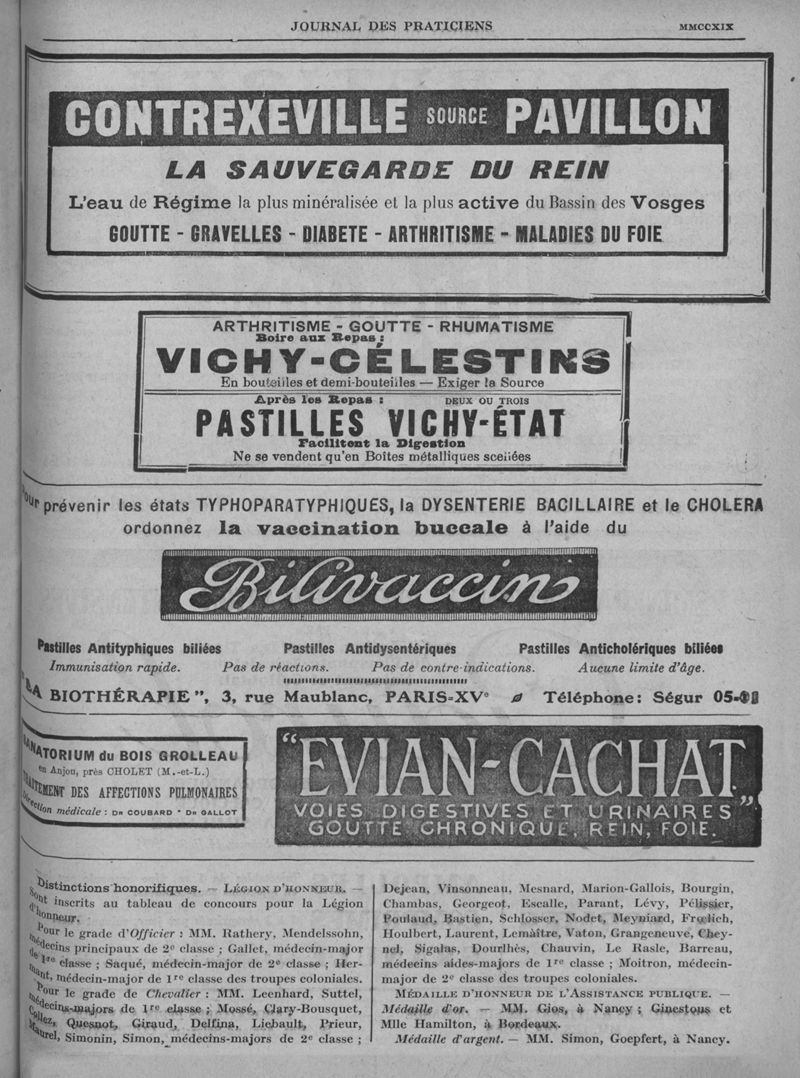 JOURNAL DES PRATICIENS MMCCXIX
CONTREXEVILLE SOURCE PAVILLON
LA SAUVEGARDE DU REIN
L'eau de Régime la plus minéralisée et la plus active du Bassin des Vosges
GOUTTE - GRAVELLES - DIABETE - ARTHRITISME - MALADIES DU FOIE
ARTHRITISME - GOUTTE - RHUMATISME
Boire aux Repas :
VICHY-CÉLESTINS
En bouteilles et demi-bouteilles — Exiger la Source
Après les Repas : DEUX OU TROIS
PASTILLES VICHY-ÉTAT
Facilitent la Digestion
Ne se vendent qu'en Boîtes métalliques scellées
Pour prévenir les états TYPHOPARATYPHIQUES, la DYSENTERIE BACILLAIRE et le CHOLERA
ordonnez la vaccination buccale à l'aide du
Bilivaccin
Pastilles Antityphiques biliées Pastilles Antidysentériques Pastilles Anticholériques biliées
Immunisation rapide. Pas de réactions. Pas de contre-indications. Aucune limite d'âge.
"LA BIOTHÉRAPIE", 3, rue Maublanc, PARIS-XVe Téléphone: Ségur 05-
SANATORIUM du BOIS GROLLEAU
en Anjou, près CHOLET (M.-et-L.)
TRAITEMENT DES AFFECTIONS PULMONAIRES
Direction médicale : Dr COUBARD * Dr GALLOT
"EVIAN-CACHAT"
VOIES DIGESTIVES ET URINAIRES
GOUTTE CHRONIQUE, REIN, FOIE.
Distinctions honorifiques. — LÉGION D'HONNEUR. —
Sont inscrits au tableau de concours pour la Légion
d'honneur.
Pour le grade d'Officier : MM. Rathery, Mendelssohn,
médecins principaux de 2e classe ; Gallet, médecin-major
de 1re classe ; Saqué, médecin-major de 2e classe ; Her-
mant, médecin-major de 1re classe des troupes coloniales.
Pour le grade de Chevalier : MM. Leenhard, Suttel,
médecins-majors de 1re classe ; Mossé, Clary-Bousquet,
Quesnot, Giraud, Delfina, Liebault, Prieur,
Maurel, Simonin, Simon, médecins-majors de 2e classe ;
Dejean, Vinsonneau, Mesnard, Marion-Gallois, Bourgin,
Chambas, Georgeot, Escalle, Parant, Lévy, Pélissier,
Poulaud, Bastien, Schlosser, Nodet, Meyniard, Frœlich,
Houlbert, Laurent, Lemaître, Vaton, Grangeneuve, Chey-
nel, Sigalas, Dourlhès, Chauvin, Le Rasle, Barreau,
médecins aides-majors de 1re classe ; Moitron, médecin-
major de 2e classe des troupes coloniales.
MÉDAILLE D'HONNEUR DE L'ASSISTANCE PUBLIQUE. —
Médaille d'or. — MM. Gios, à Nancy ; Ginestous et
Mlle Hamilton, à Bordeaux.
Médaille d'argent. — MM. Simon, Goepfert, à Nancy.